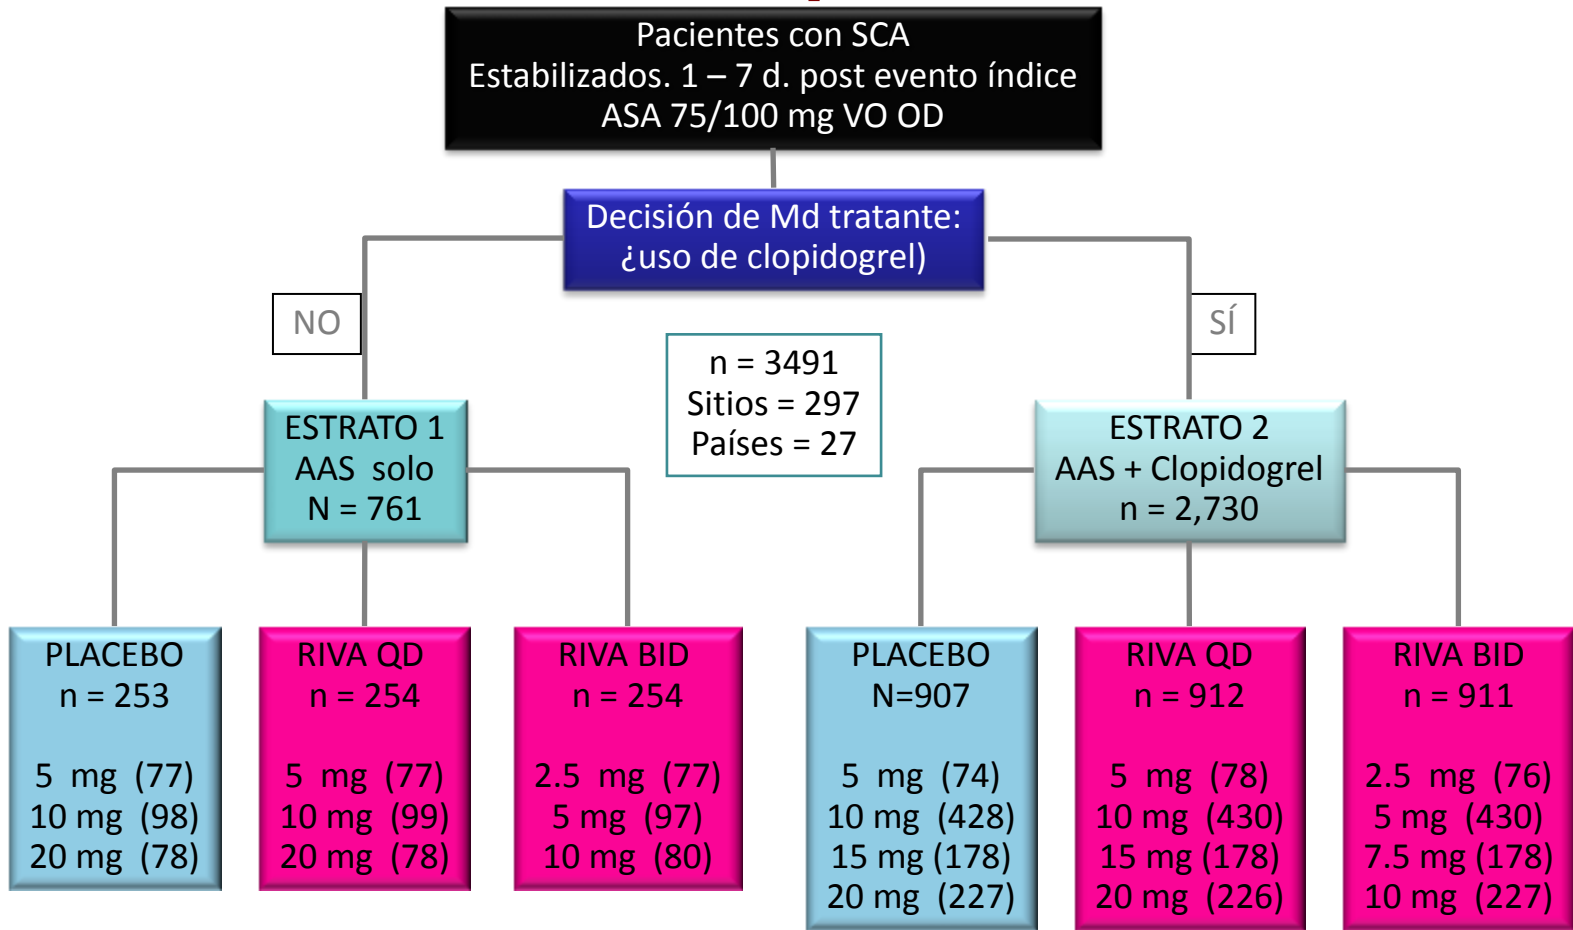 Pacientes con SCA
Estabilizados. 1 – 7 d. post evento índice
ASA 75/100 mg VO OD
Decisión de Md tratante:
¿uso de clopidogrel)
NO
SÍ
n = 3491
Sitios = 297
Países = 27
ESTRATO 1
AAS solo
N = 761
ESTRATO 2
AAS + Clopidogrel
n = 2,730
PLACEBO
n = 253
5 mg (77)
10 mg (98)
20 mg (78)
RIVA QD
n = 254
5 mg (77)
10 mg (99)
20 mg (78)
RIVA BID
n = 254
2.5 mg (77)
5 mg (97)
10 mg (80)
PLACEBO
N=907
5 mg (74)
10 mg (428)
15 mg (178)
20 mg (227)
RIVA QD
n = 912
5 mg (78)
10 mg (430)
15 mg (178)
20 mg (226)
RIVA BID
n = 911
2.5 mg (76)
5 mg (430)
7.5 mg (178)
10 mg (227)